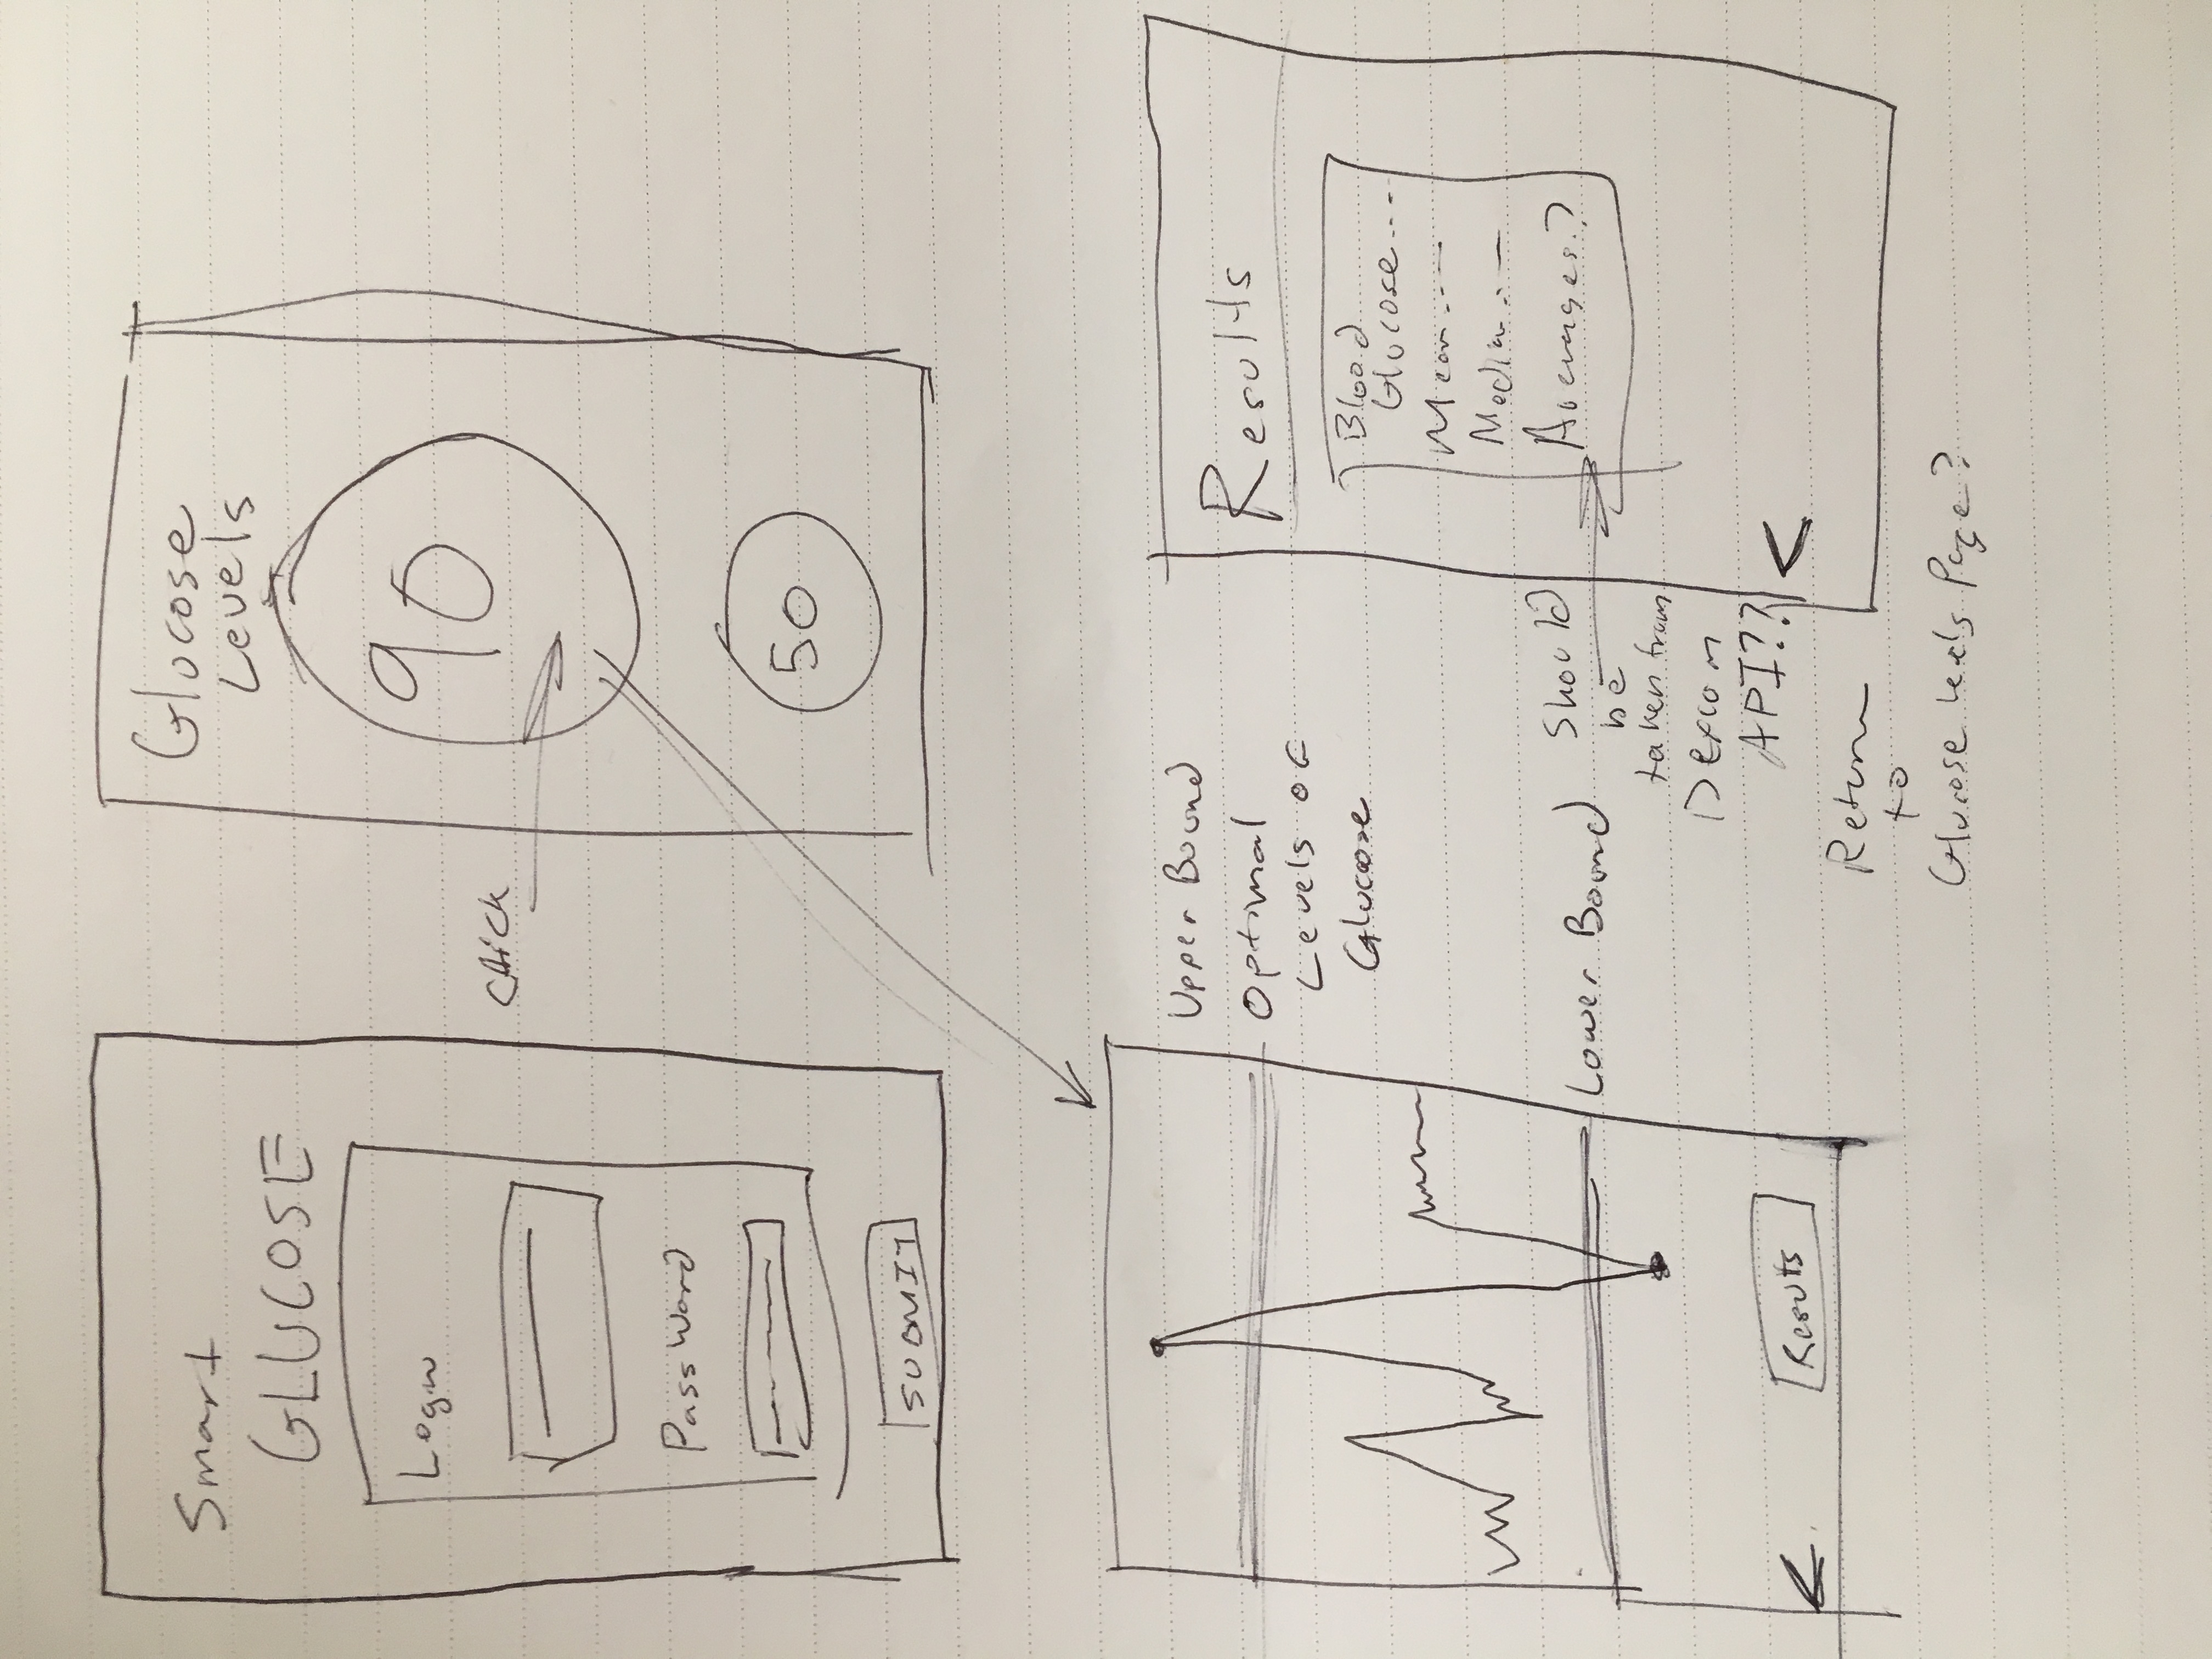 Smart
GLUCOSE
Login
Password
SUBMIT
Click
Glucose
Levels
90
50
Upper Bound
Optimal
Levels of
Glucose
Lower Bound
Results
Should
be
taken from
Dexcom
API??
Return
to
Glucose Levels Page?
Results
Blood
Glucose...
Mean...
Median...
Averages.?